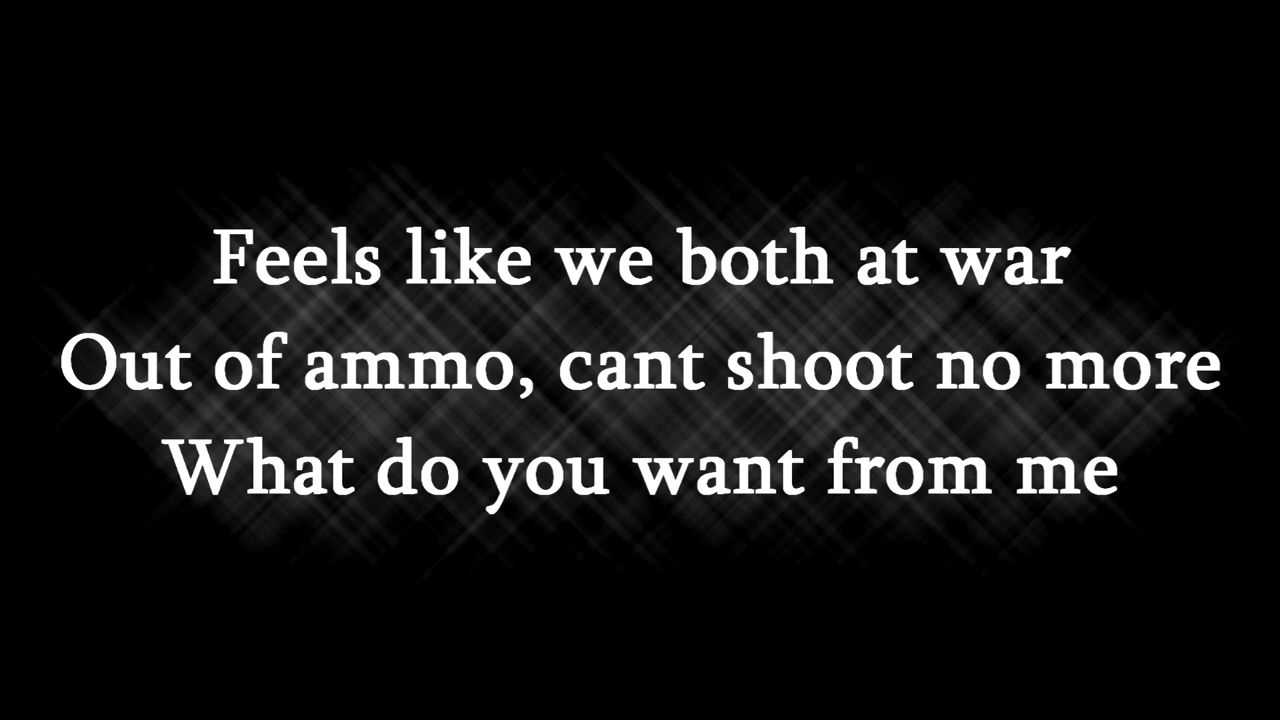 Feels like we both at war
Out of ammo, cant shoot no more
What do you want from me